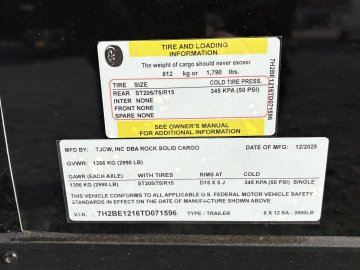 TIRE AND LOADING
INFORMATION
The weight of cargo should never exceed
812 kg or 1,790 lbs.
TIRE SIZE COLD TIRE PRESS.
REAR ST205/75/R15 345 KPA (50 PSI)
INTER NONE
FRONT NONE
SPARE NONE
SEE OWNER'S MANUAL
FOR ADDITIONAL INFORMATION
7H2BE1216TD071596
MFD BY: TJCW, INC DBA ROCK SOLID CARGO DATE OF MFG: 12/2025
GVWR: 1356 KG (2990 LB)
GAWR (EACH AXLE) WITH TIRES RIMS AT COLD
1356 KG (2990 LB) ST205/75/R15 D15 X 5 J 345 KPA (50 PSI) SINGLE
THIS VEHICLE CONFORMS TO ALL APPLICABLE U.S. FEDERAL MOTOR VEHICLE SAFETY
STANDARDS IN EFFECT ON THE DATE OF MANUFACTURE SHOWN ABOVE
V.I.N. 7H2BE1216TD071596 TYPE: TRAILER 6 X 12 SA - 3500LB